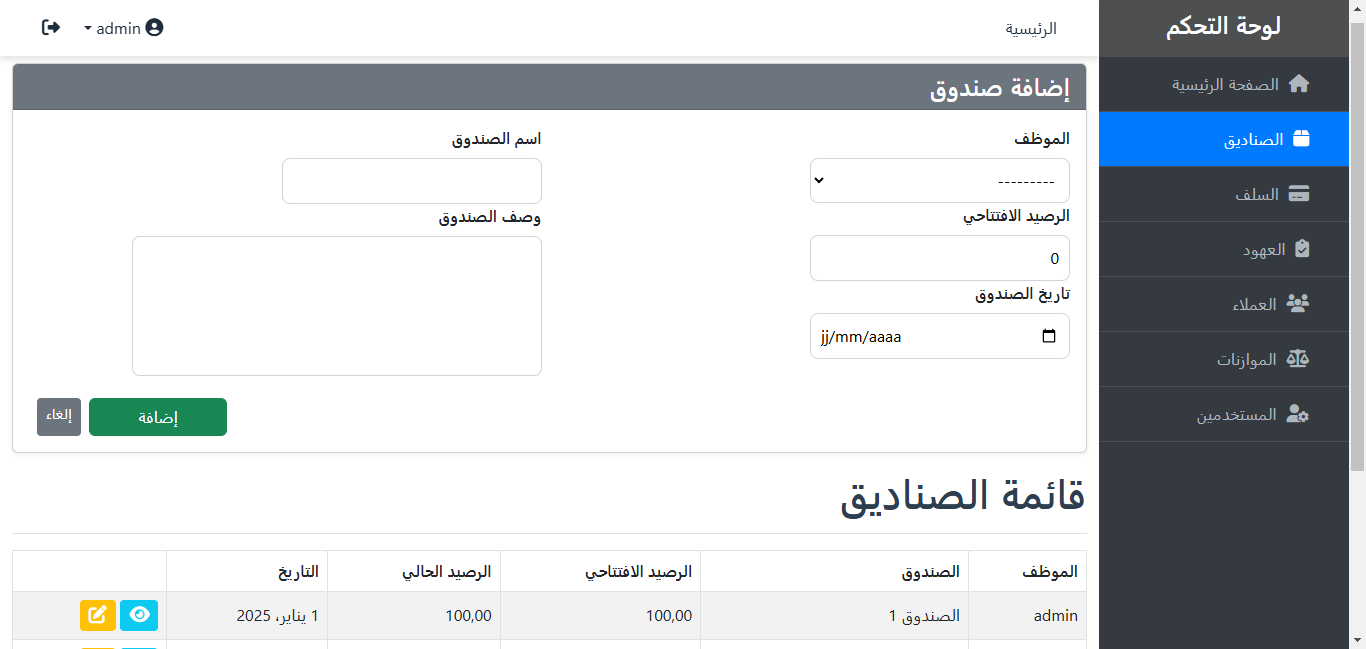 لوحة التحكم
الصفحة الرئيسية
الصناديق
السلف
العهود
العملاء
الموازنات
المستخدمين
الرئيسية
admin
إضافة صندوق
الموظف
---------
الرصيد الافتتاحي
0
تاريخ الصندوق
jj/mm/aaaa
اسم الصندوق
وصف الصندوق
إضافة
إلغاء
قائمة الصناديق
الموظف الصندوق الرصيد الافتتاحي الرصيد الحالي التاريخ
admin الصندوق 1 100,00 100,00 1 يناير، 2025